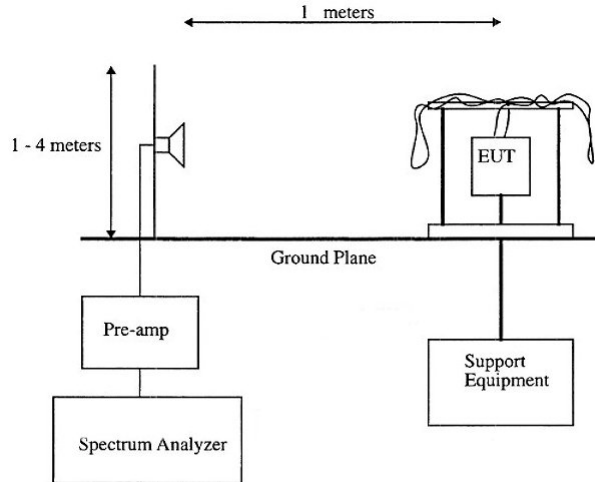 1 meters
1 - 4 meters
EUT
Ground Plane
Pre-amp
Support
Equipment
Spectrum Analyzer